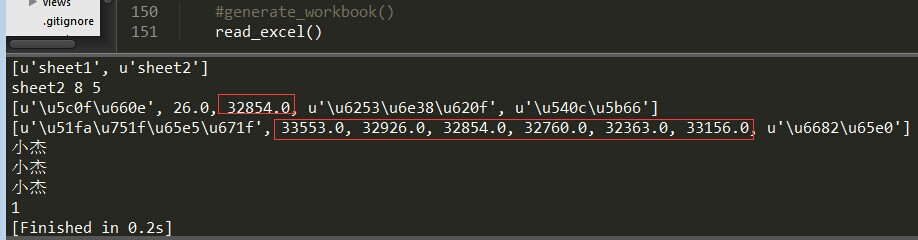 views
.gitignore
150 #generate_workbook()
151 read_excel()
[u'sheet1', u'sheet2']
sheet2 8 5
[u'\u5c0f\u660e', 26.0, 32854.0, u'\u6253\u6e38\u620f', u'\u540c\u5b66']
[u'\u51fa\u751f\u65e5\u671f', 33553.0, 32926.0, 32854.0, 32760.0, 32363.0, 33156.0, u'\u6682\u65e0']
小杰
小杰
小杰
1
[Finished in 0.2s]